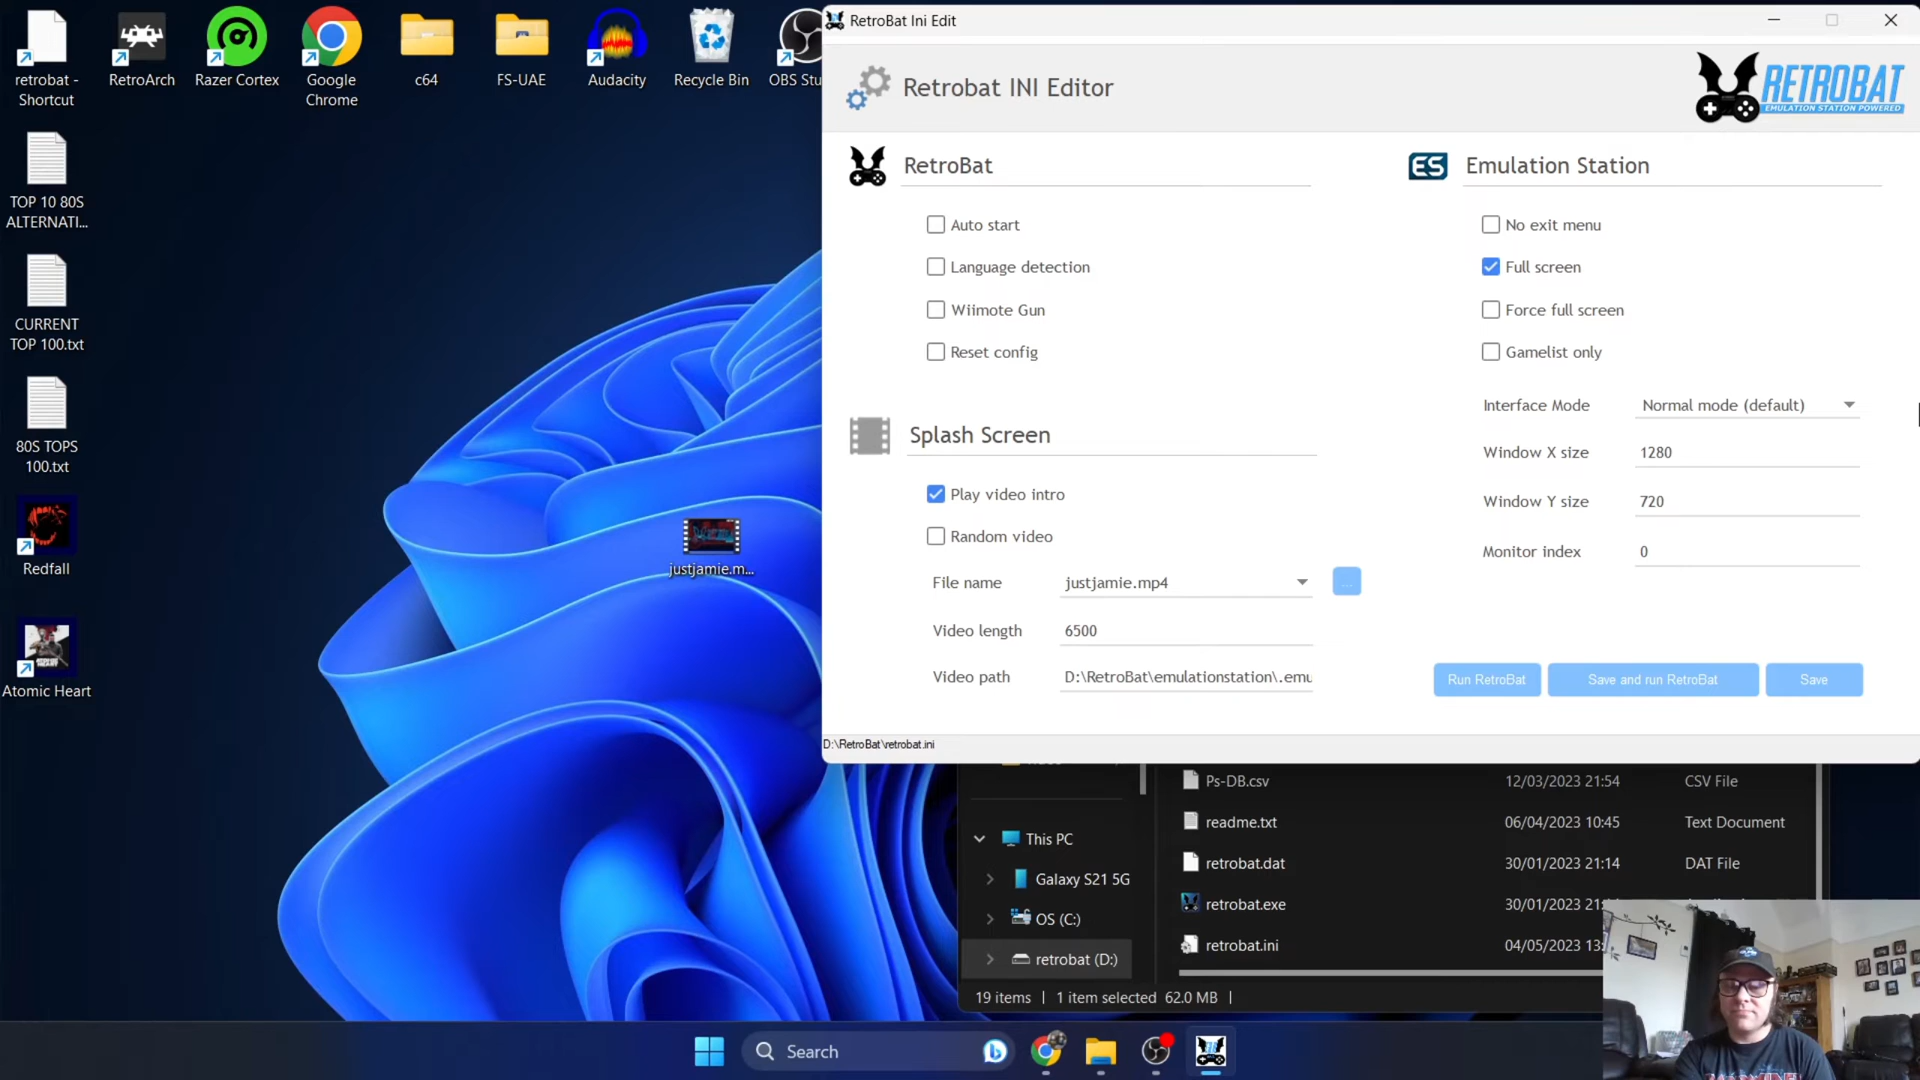 retrobat -
Shortcut
RetroArch
Razer Cortex
Google
Chrome
c64
FS-UAE
Audacity
Recycle Bin
OBS Stu
TOP 10 80S
ALTERNATI...
CURRENT
TOP 100.txt
80S TOPS
100.txt
Redfall
Atomic Heart
justjamie.m...
RetroBat Ini Edit
Retrobat INI Editor
RETROBAT
EMULATION STATION POWERED
RetroBat
Auto start
Language detection
Wiimote Gun
Reset config
Splash Screen
Play video intro
Random video
File name
justjamie.mp4
...
Video length
6500
Video path
D:\RetroBat\emulationstation\.emu
ES
Emulation Station
No exit menu
Full screen
Force full screen
Gamelist only
Interface Mode
Normal mode (default)
Window X size
1280
Window Y size
720
Monitor index
0
Run RetroBat
Save and run RetroBat
Save
D:\RetroBat\retrobat.ini
This PC
Galaxy S21 5G
OS (C:)
retrobat (D:)
Ps-DB.csv 12/03/2023 21:54 CSV File
readme.txt 06/04/2023 10:45 Text Document
retrobat.dat 30/01/2023 21:14 DAT File
retrobat.exe 30/01/2023
retrobat.ini 04/05/2023
19 items | 1 item selected 62.0 MB |
Search